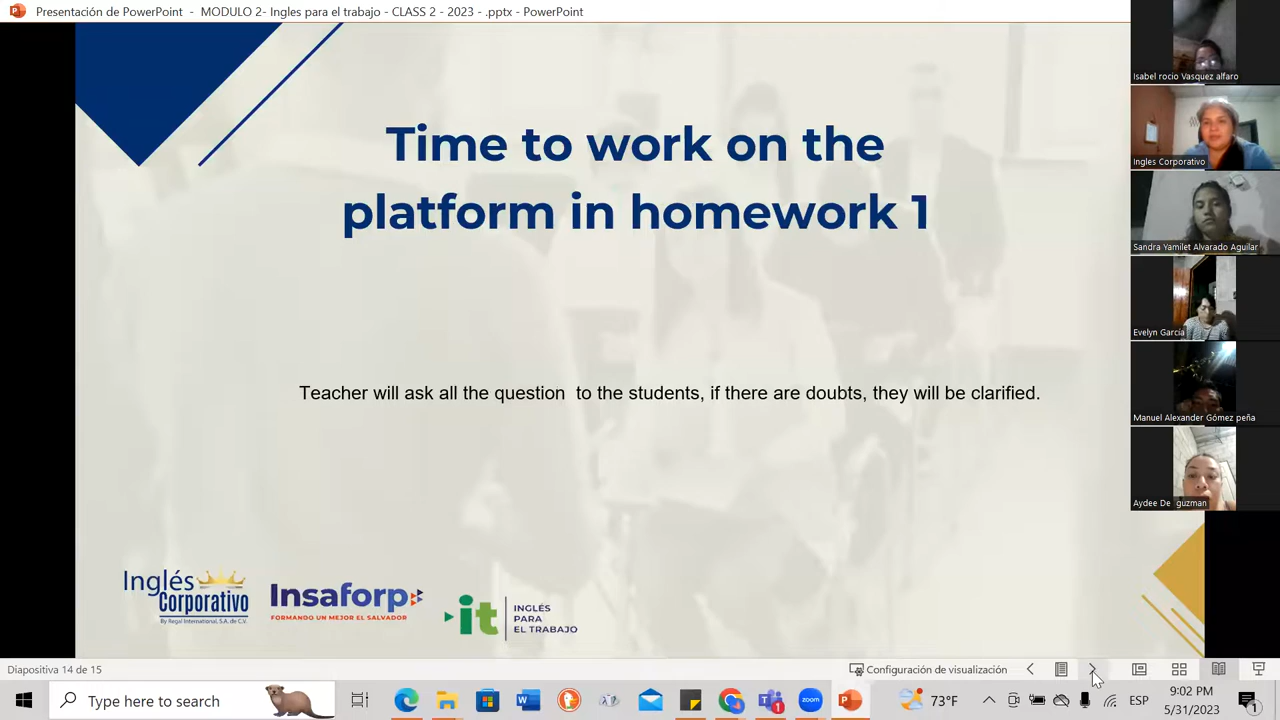 Presentación de PowerPoint - MODULO 2- Ingles para el trabajo - CLASS 2 - 2023 - .pptx - PowerPoint
Time to work on the
platform in homework 1
Teacher will ask all the question to the students, if there are doubts, they will be clarified.
Inglés
Corporativo
By Regal International, S.A. de C.V.
Insaforp
FORMANDO UN MEJOR EL SALVADOR
it
INGLÉS
PARA
EL TRABAJO
Isabel rocio Vasquez alfaro
Ingles Corporativo
Sandra Yamilet Alvarado Aguilar
Evelyn García
Manuel Alexander Gómez peña
Aydee De guzman
Diapositiva 14 de 15
Configuración de visualización
Type here to search
1
73°F
ESP
9:02 PM
5/31/2023
1